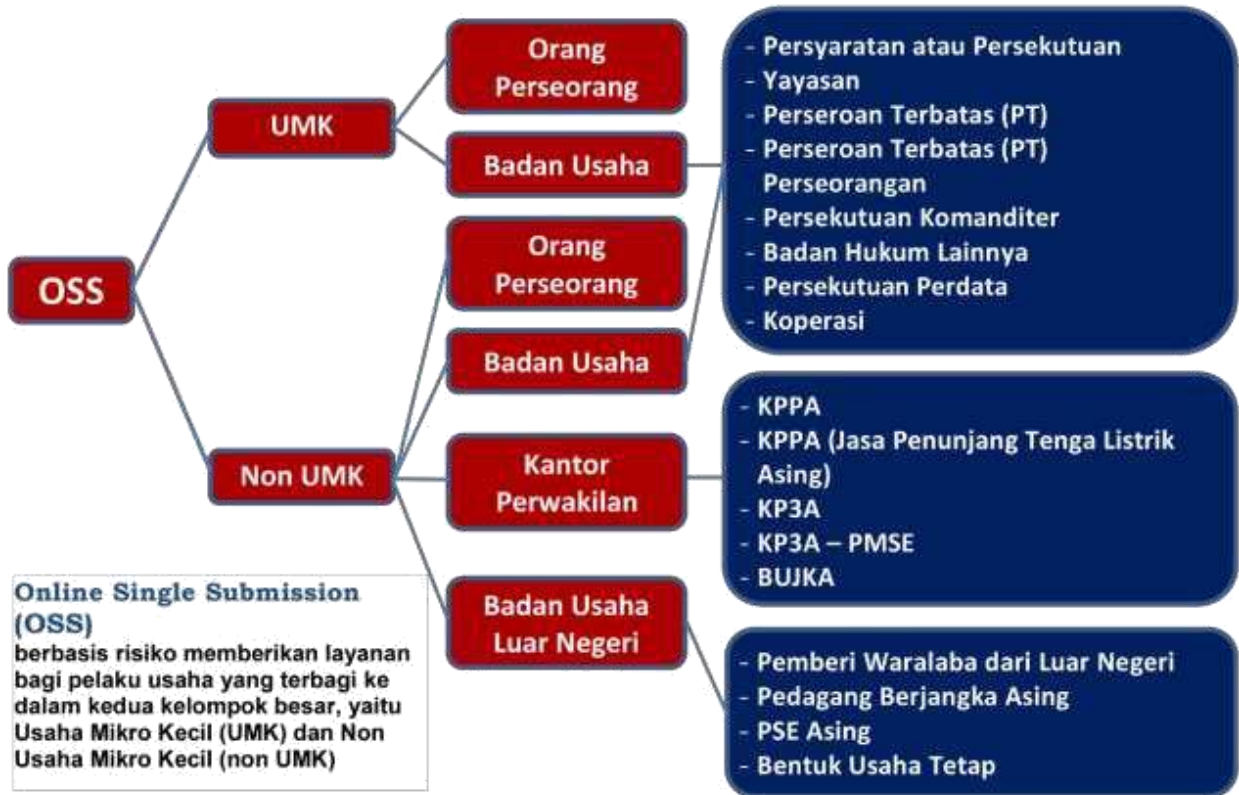 OSS
UMK
Non UMK
Orang
Perseorang
Badan Usaha
Orang
Perseorang
Badan Usaha
Kantor
Perwakilan
Badan Usaha
Luar Negeri
- Persyaratan atau Persekutuan
- Yayasan
- Perseroan Terbatas (PT)
- Perseroan Terbatas (PT)
Perseorangan
- Persekutuan Komanditer
- Badan Hukum Lainnya
- Persekutuan Perdata
- Koperasi
- KPPA
- KPPA (Jasa Penunjang Tenga Listrik
Asing)
- KP3A
- KP3A – PMSE
- BUJKA
- Pemberi Waralaba dari Luar Negeri
- Pedagang Berjangka Asing
- PSE Asing
- Bentuk Usaha Tetap
Online Single Submission
(OSS)
berbasis risiko memberikan layanan
bagi pelaku usaha yang terbagi ke
dalam kedua kelompok besar, yaitu
Usaha Mikro Kecil (UMK) dan Non
Usaha Mikro Kecil (non UMK)